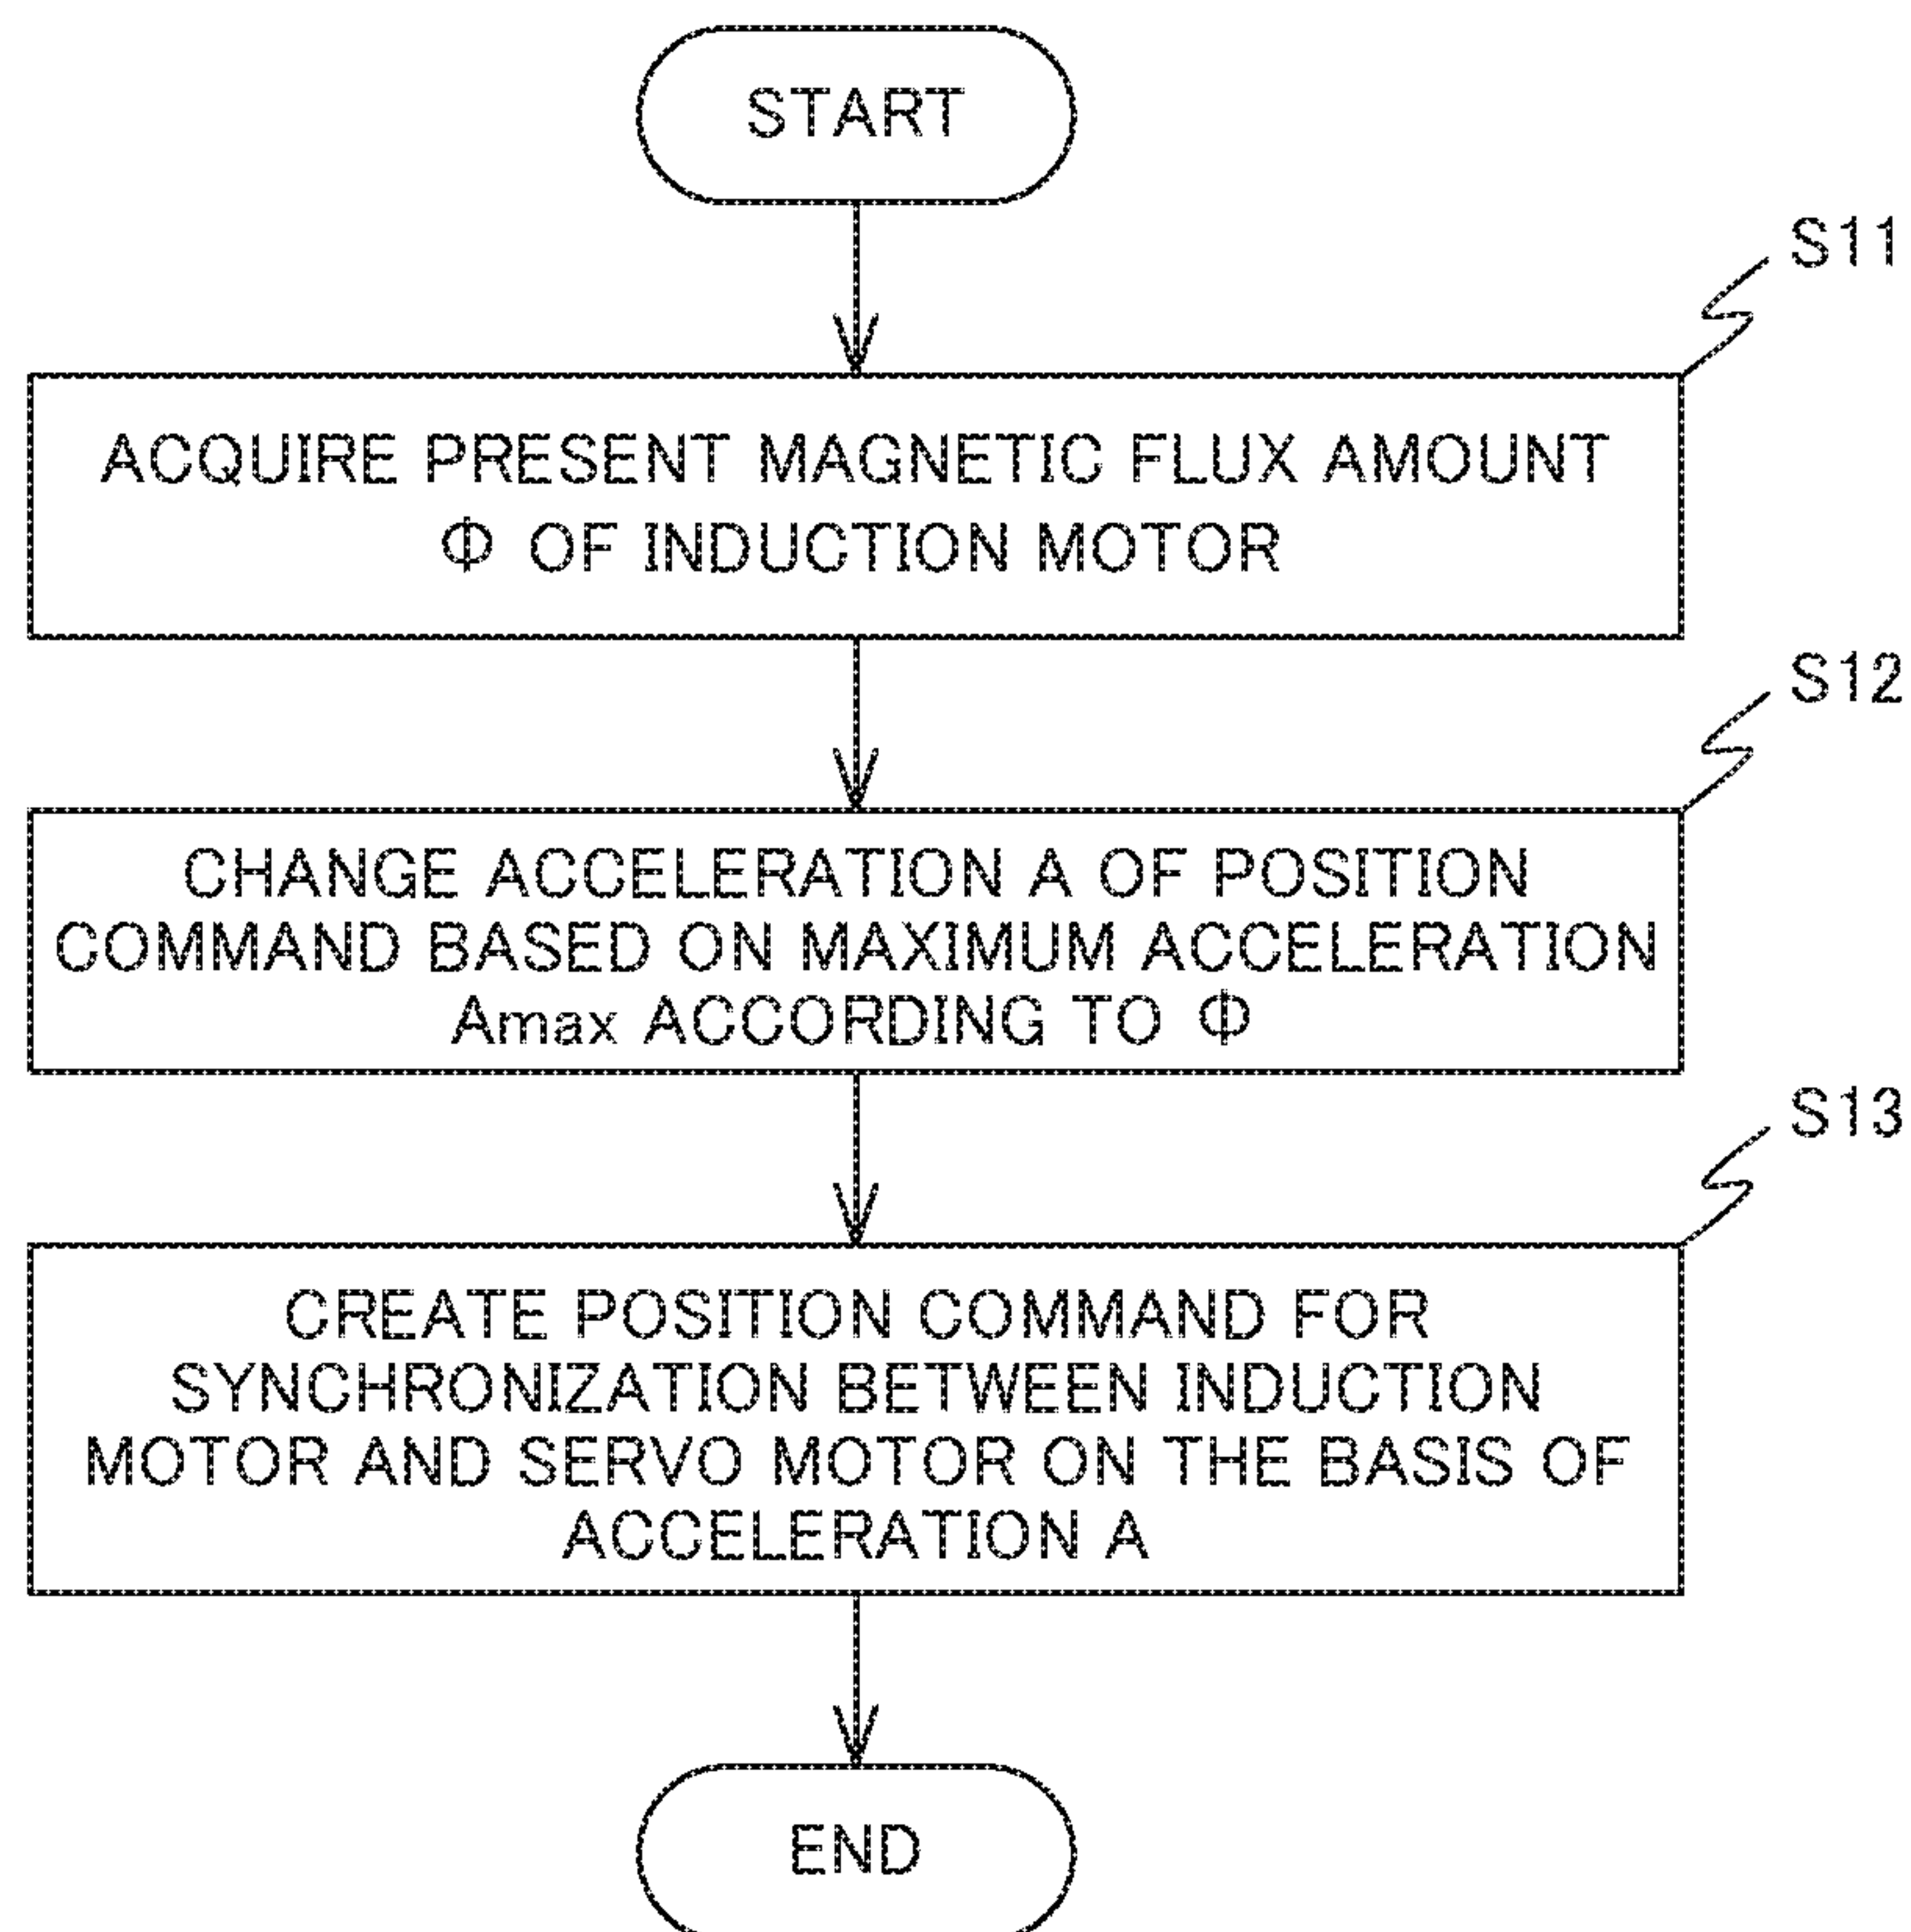 START
S11
ACQUIRE PRESENT MAGNETIC FLUX AMOUNT
Φ OF INDUCTION MOTOR
S12
CHANGE ACCELERATION A OF POSITION
COMMAND BASED ON MAXIMUM ACCELERATION
Amax ACCORDING TO Φ
S13
CREATE POSITION COMMAND FOR
SYNCHRONIZATION BETWEEN INDUCTION
MOTOR AND SERVO MOTOR ON THE BASIS OF
ACCELERATION A
END